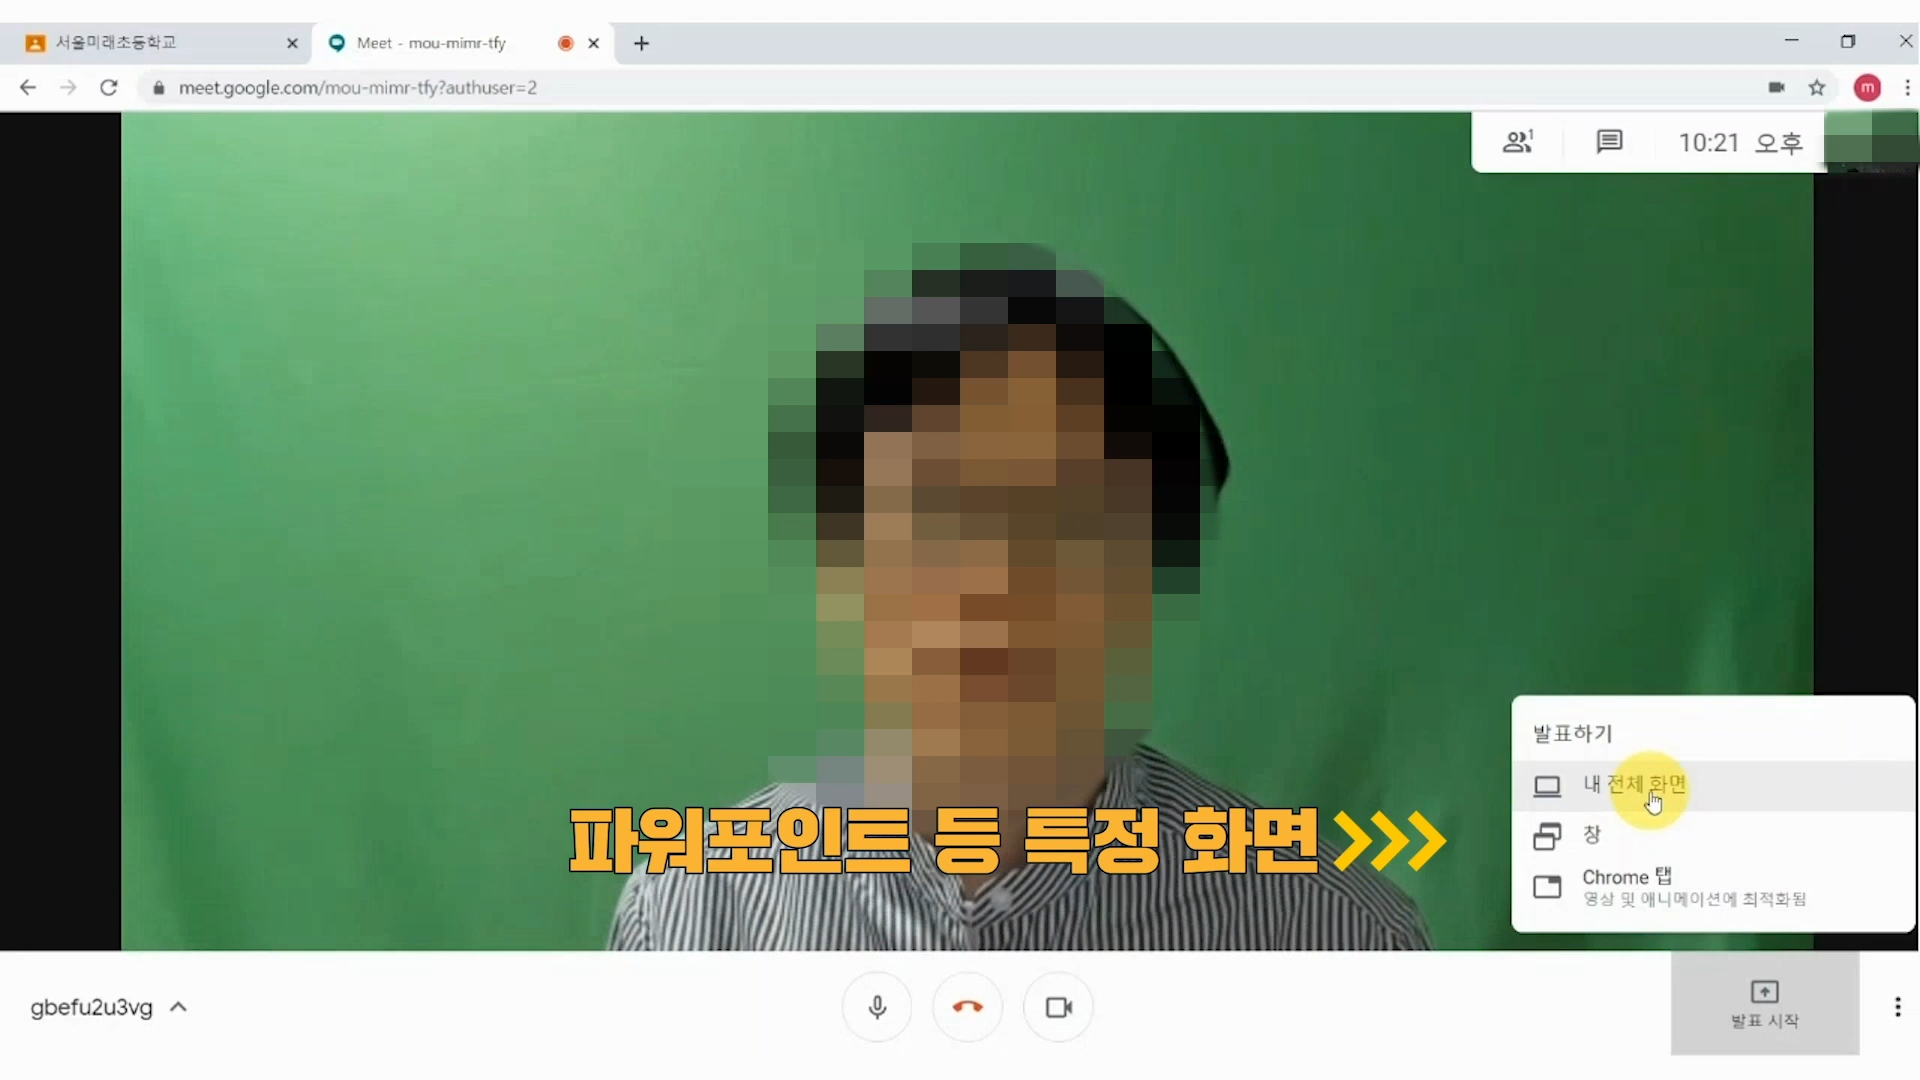 서울미래초등학교
Meet - mou-mimr-tfy
meet.google.com/mou-mimr-tfy?authuser=2
m
1
10:21 오후
발표하기
내 전체 화면
창
Chrome 탭
영상 및 애니메이션에 최적화됨
파워포인트 등 특정 화면
gbefu2u3vg
발표 시작